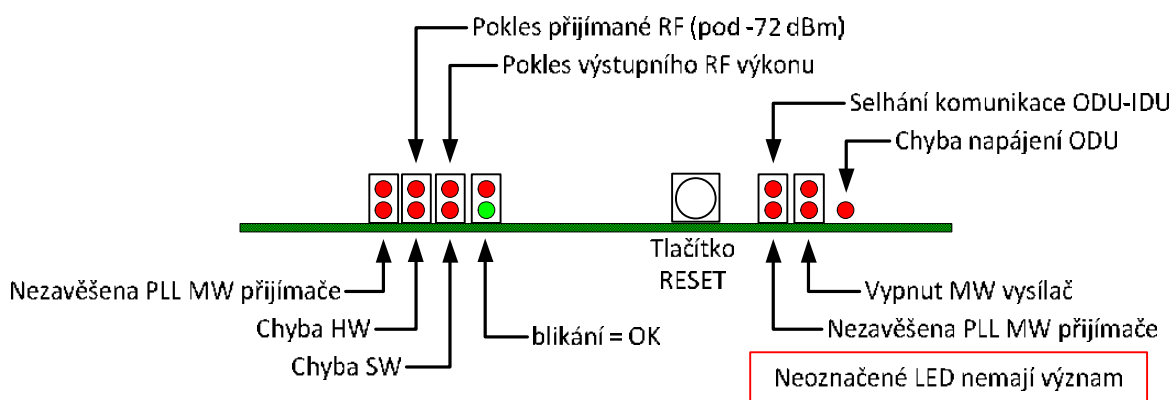 Pokles přijímané RF (pod -72 dBm)
Pokles výstupního RF výkonu
Selhání komunikace ODU-IDU
Chyba napájení ODU
Tlačítko
RESET
Nezavěšena PLL MW přijímače
Vypnut MW vysílač
Chyba HW
blikání = OK
Nezavěšena PLL MW přijímače
Chyba SW
Neoznačené LED nemají význam